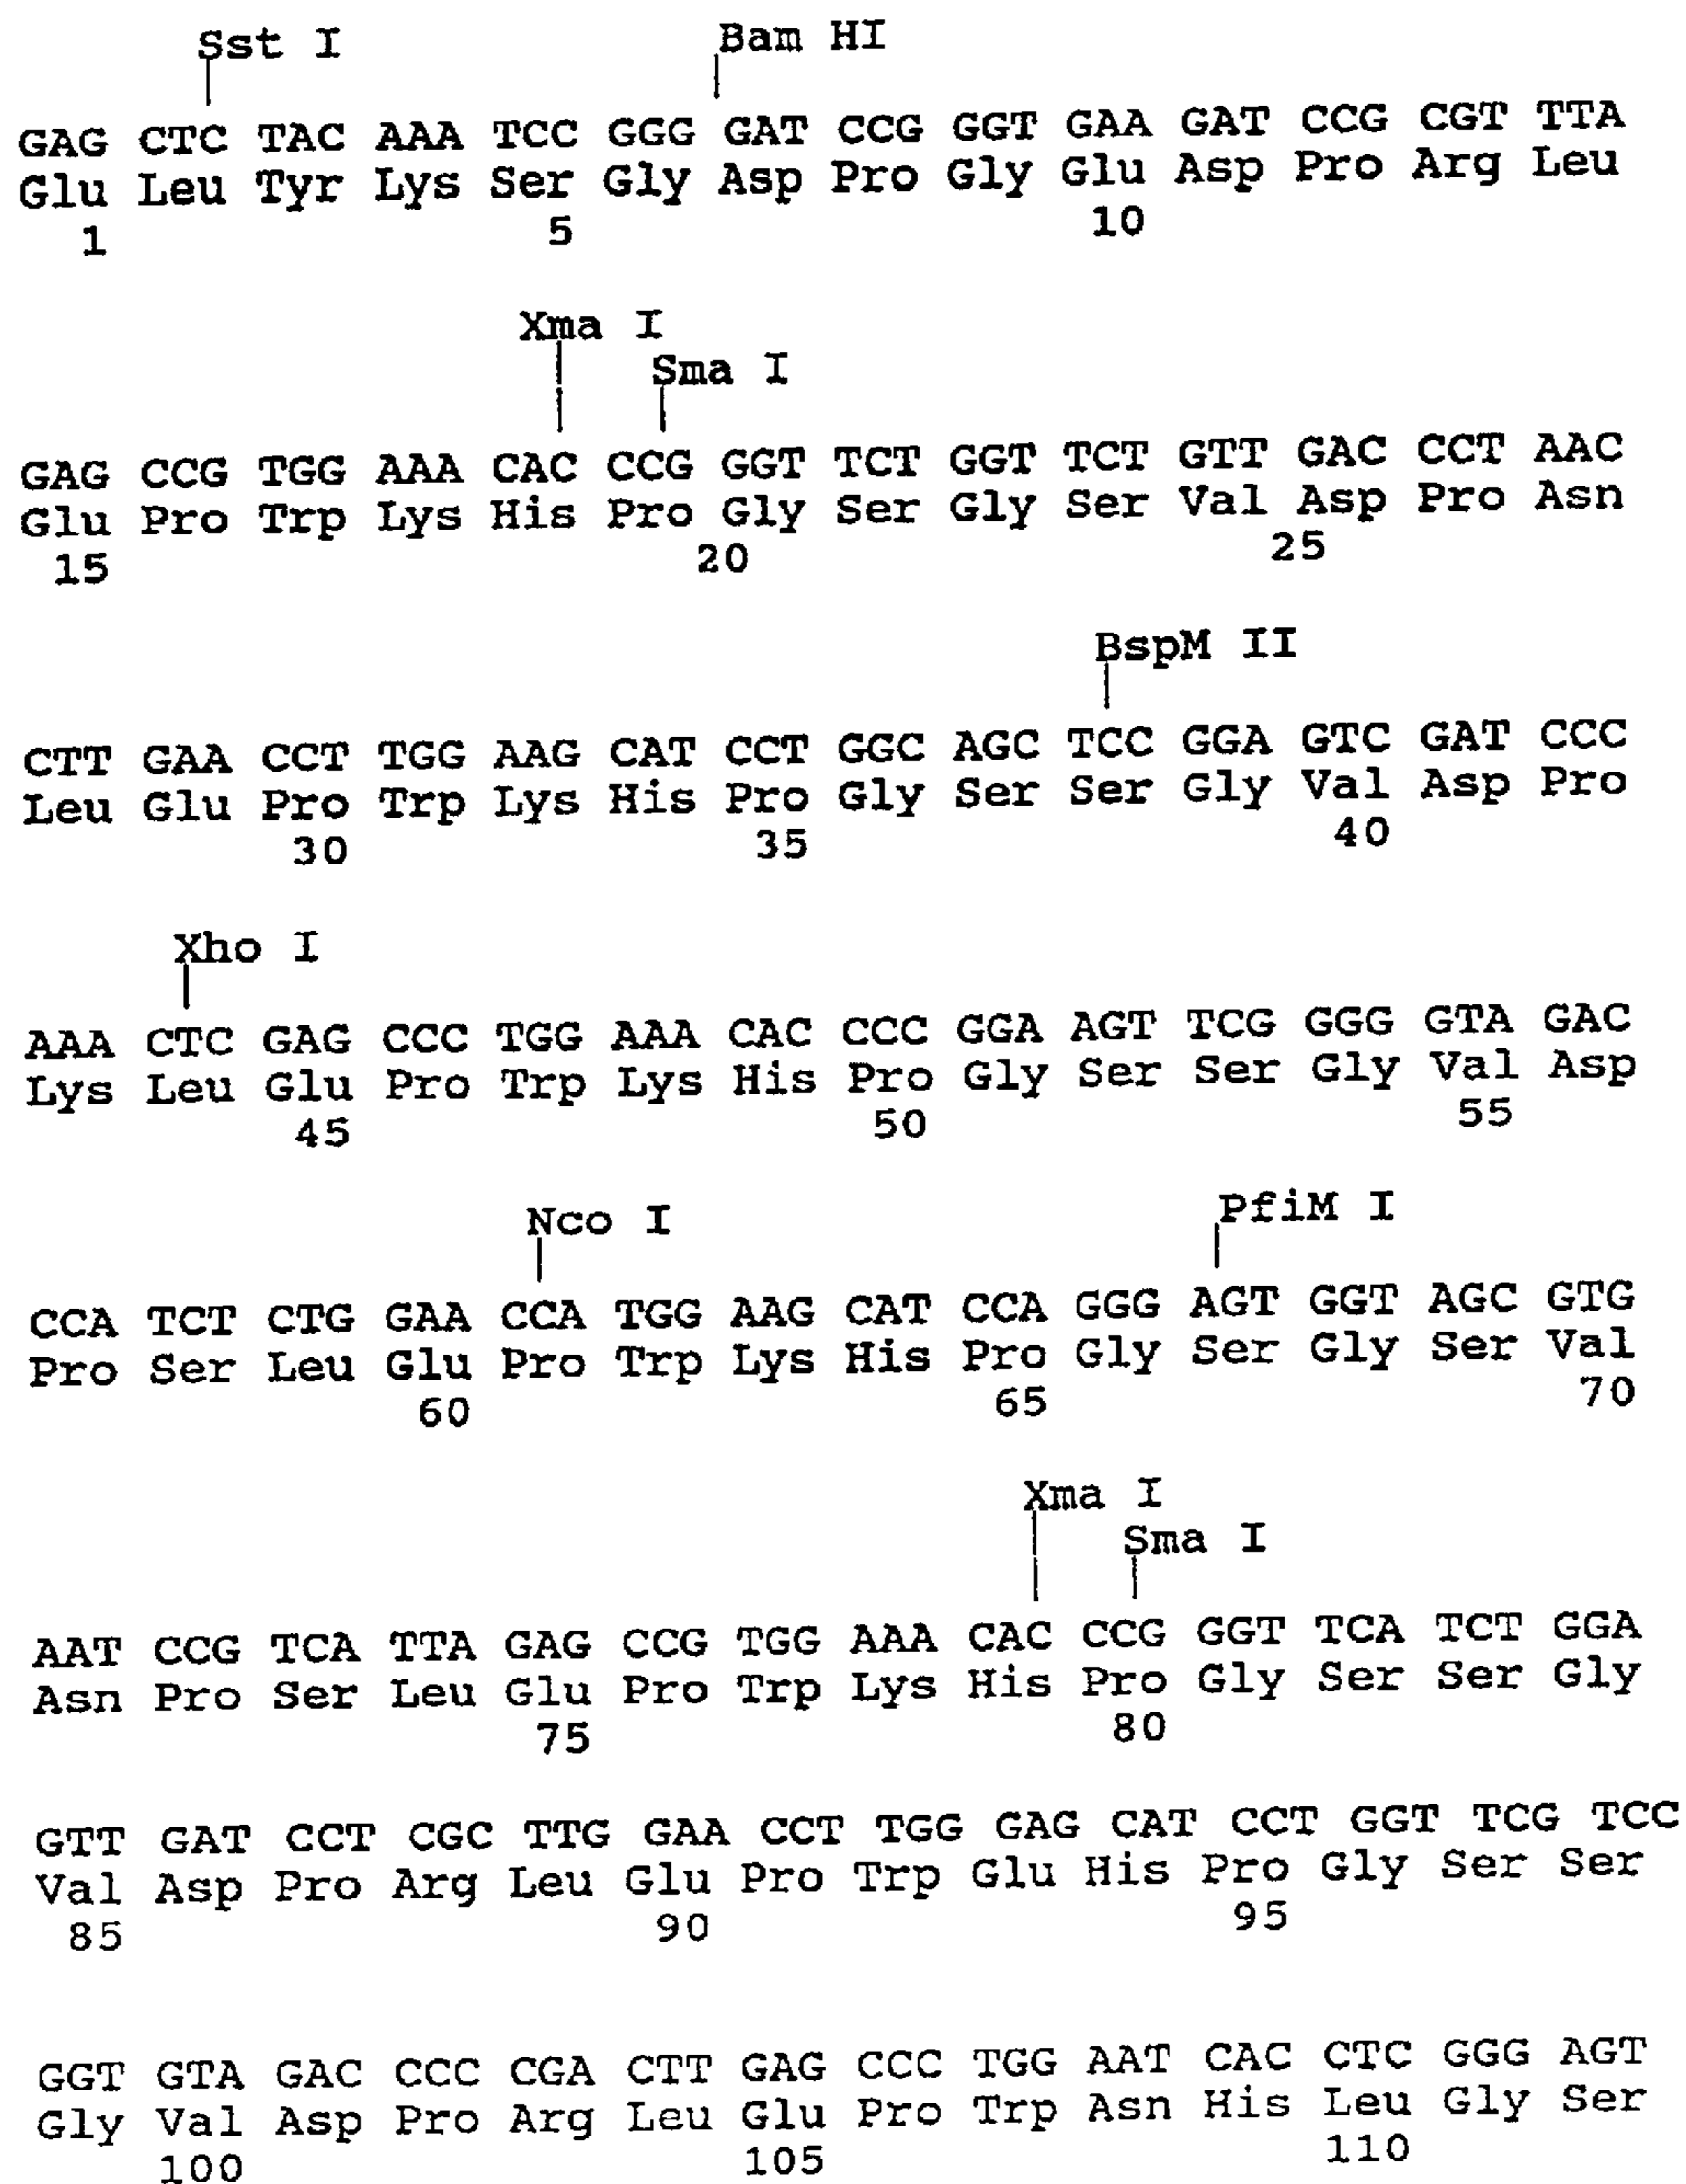 Sst I Bam HI
GAG CTC TAC AAA TCC GGG GAT CCG GGT GAA GAT CCG CGT TTA
Glu Leu Tyr Lys Ser Gly Asp Pro Gly Glu Asp Pro Arg Leu
1 5 10
Xma I
Sma I
GAG CCG TGG AAA CAC CCG GGT TCT GGT TCT GTT GAC CCT AAC
Glu Pro Trp Lys His Pro Gly Ser Gly Ser Val Asp Pro Asn
15 20 25
BspM II
CTT GAA CCT TGG AAG CAT CCT GGC AGC TCC GGA GTC GAT CCC
Leu Glu Pro Trp Lys His Pro Gly Ser Ser Gly Val Asp Pro
30 35 40
Xho I
AAA CTC GAG CCC TGG AAA CAC CCC GGA AGT TCG GGG GTA GAC
Lys Leu Glu Pro Trp Lys His Pro Gly Ser Ser Gly Val Asp
45 50 55
Nco I PfiM I
CCA TCT CTG GAA CCA TGG AAG CAT CCA GGG AGT GGT AGC GTG
Pro Ser Leu Glu Pro Trp Lys His Pro Gly Ser Gly Ser Val
60 65 70
Xma I
Sma I
AAT CCG TCA TTA GAG CCG TGG AAA CAC CCG GGT TCA TCT GGA
Asn Pro Ser Leu Glu Pro Trp Lys His Pro Gly Ser Ser Gly
75 80
GTT GAT CCT CGC TTG GAA CCT TGG GAG CAT CCT GGT TCG TCC
Val Asp Pro Arg Leu Glu Pro Trp Glu His Pro Gly Ser Ser
85 90 95
GGT GTA GAC CCC CGA CTT GAG CCC TGG AAT CAC CTC GGG AGT
Gly Val Asp Pro Arg Leu Glu Pro Trp Asn His Leu Gly Ser
100 105 110